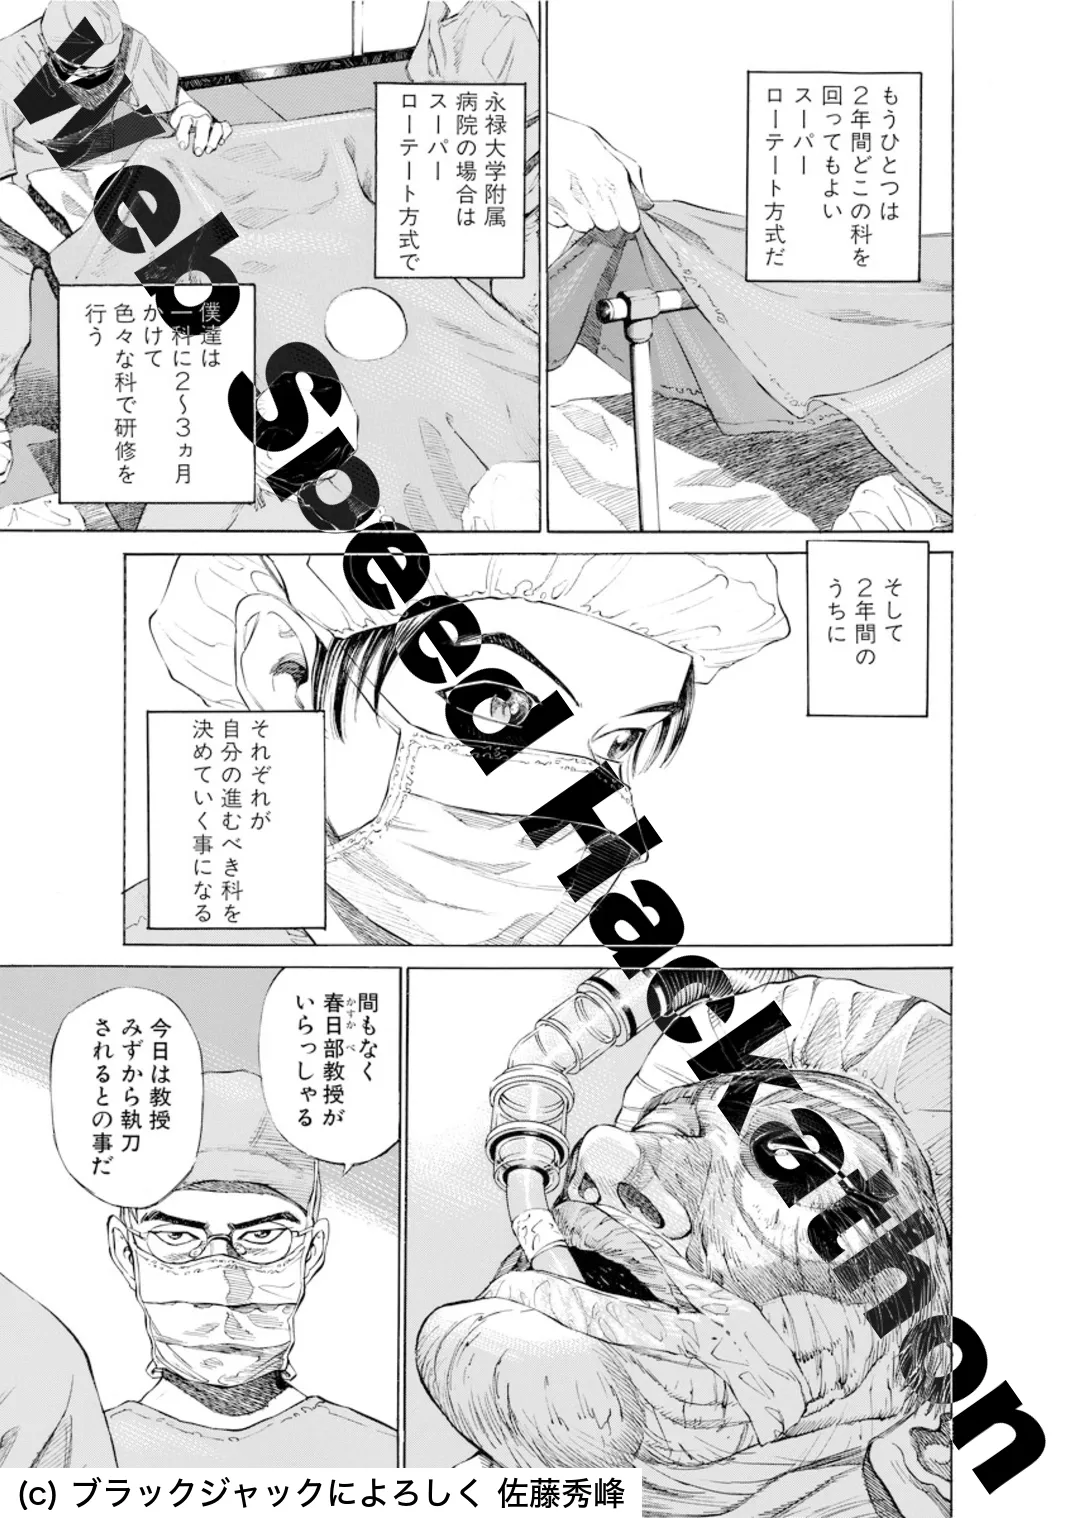 もうひとつは
2年間どこの科を
回ってもよい
スーパー
ローテート方式だ
永禄大学附属
病院の場合は
スーパー
ローテート方式で
僕達は
一科に2〜3ヵ月
かけて
色々な科で研修を
行う
そして
2年間の
うちに
それぞれが
自分の進むべき科を
決めていく事になる
間もなく
春日部教授が
かすかべ
いらっしゃる
今日は教授
みずから執刀
されるとの事だ
Web Speed Hackathon
(c) ブラックジャックによろしく 佐藤秀峰